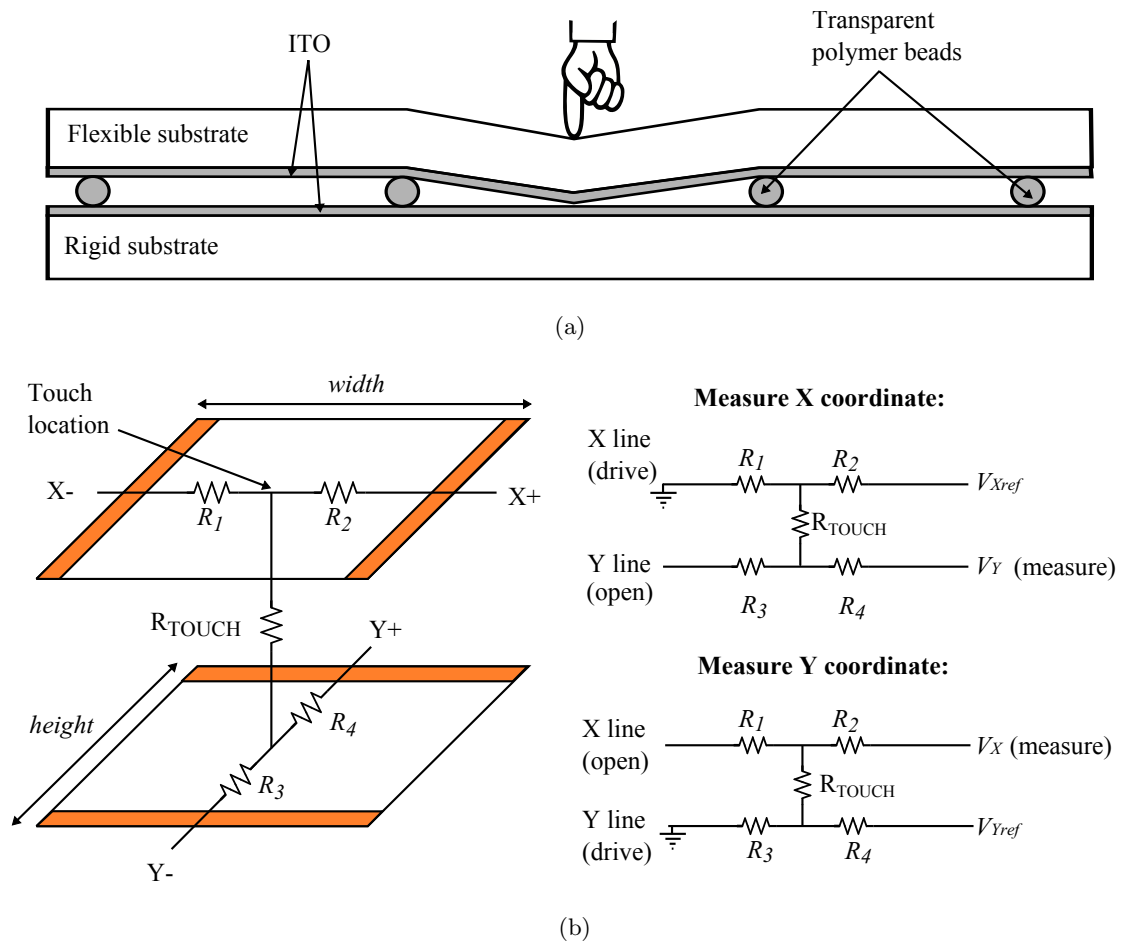 ITO
Transparent
polymer beads
Flexible substrate
Rigid substrate
(a)
Touch
location
width
X-
R1
R2
X+
RTOUCH
Y+
height
R4
R3
Y-
Measure X coordinate:
X line
(drive)
R1
R2
VXref
RTOUCH
Y line
(open)
R3
R4
VY (measure)
Measure Y coordinate:
X line
(open)
R1
R2
VX (measure)
RTOUCH
Y line
(drive)
R3
R4
VYref
(b)